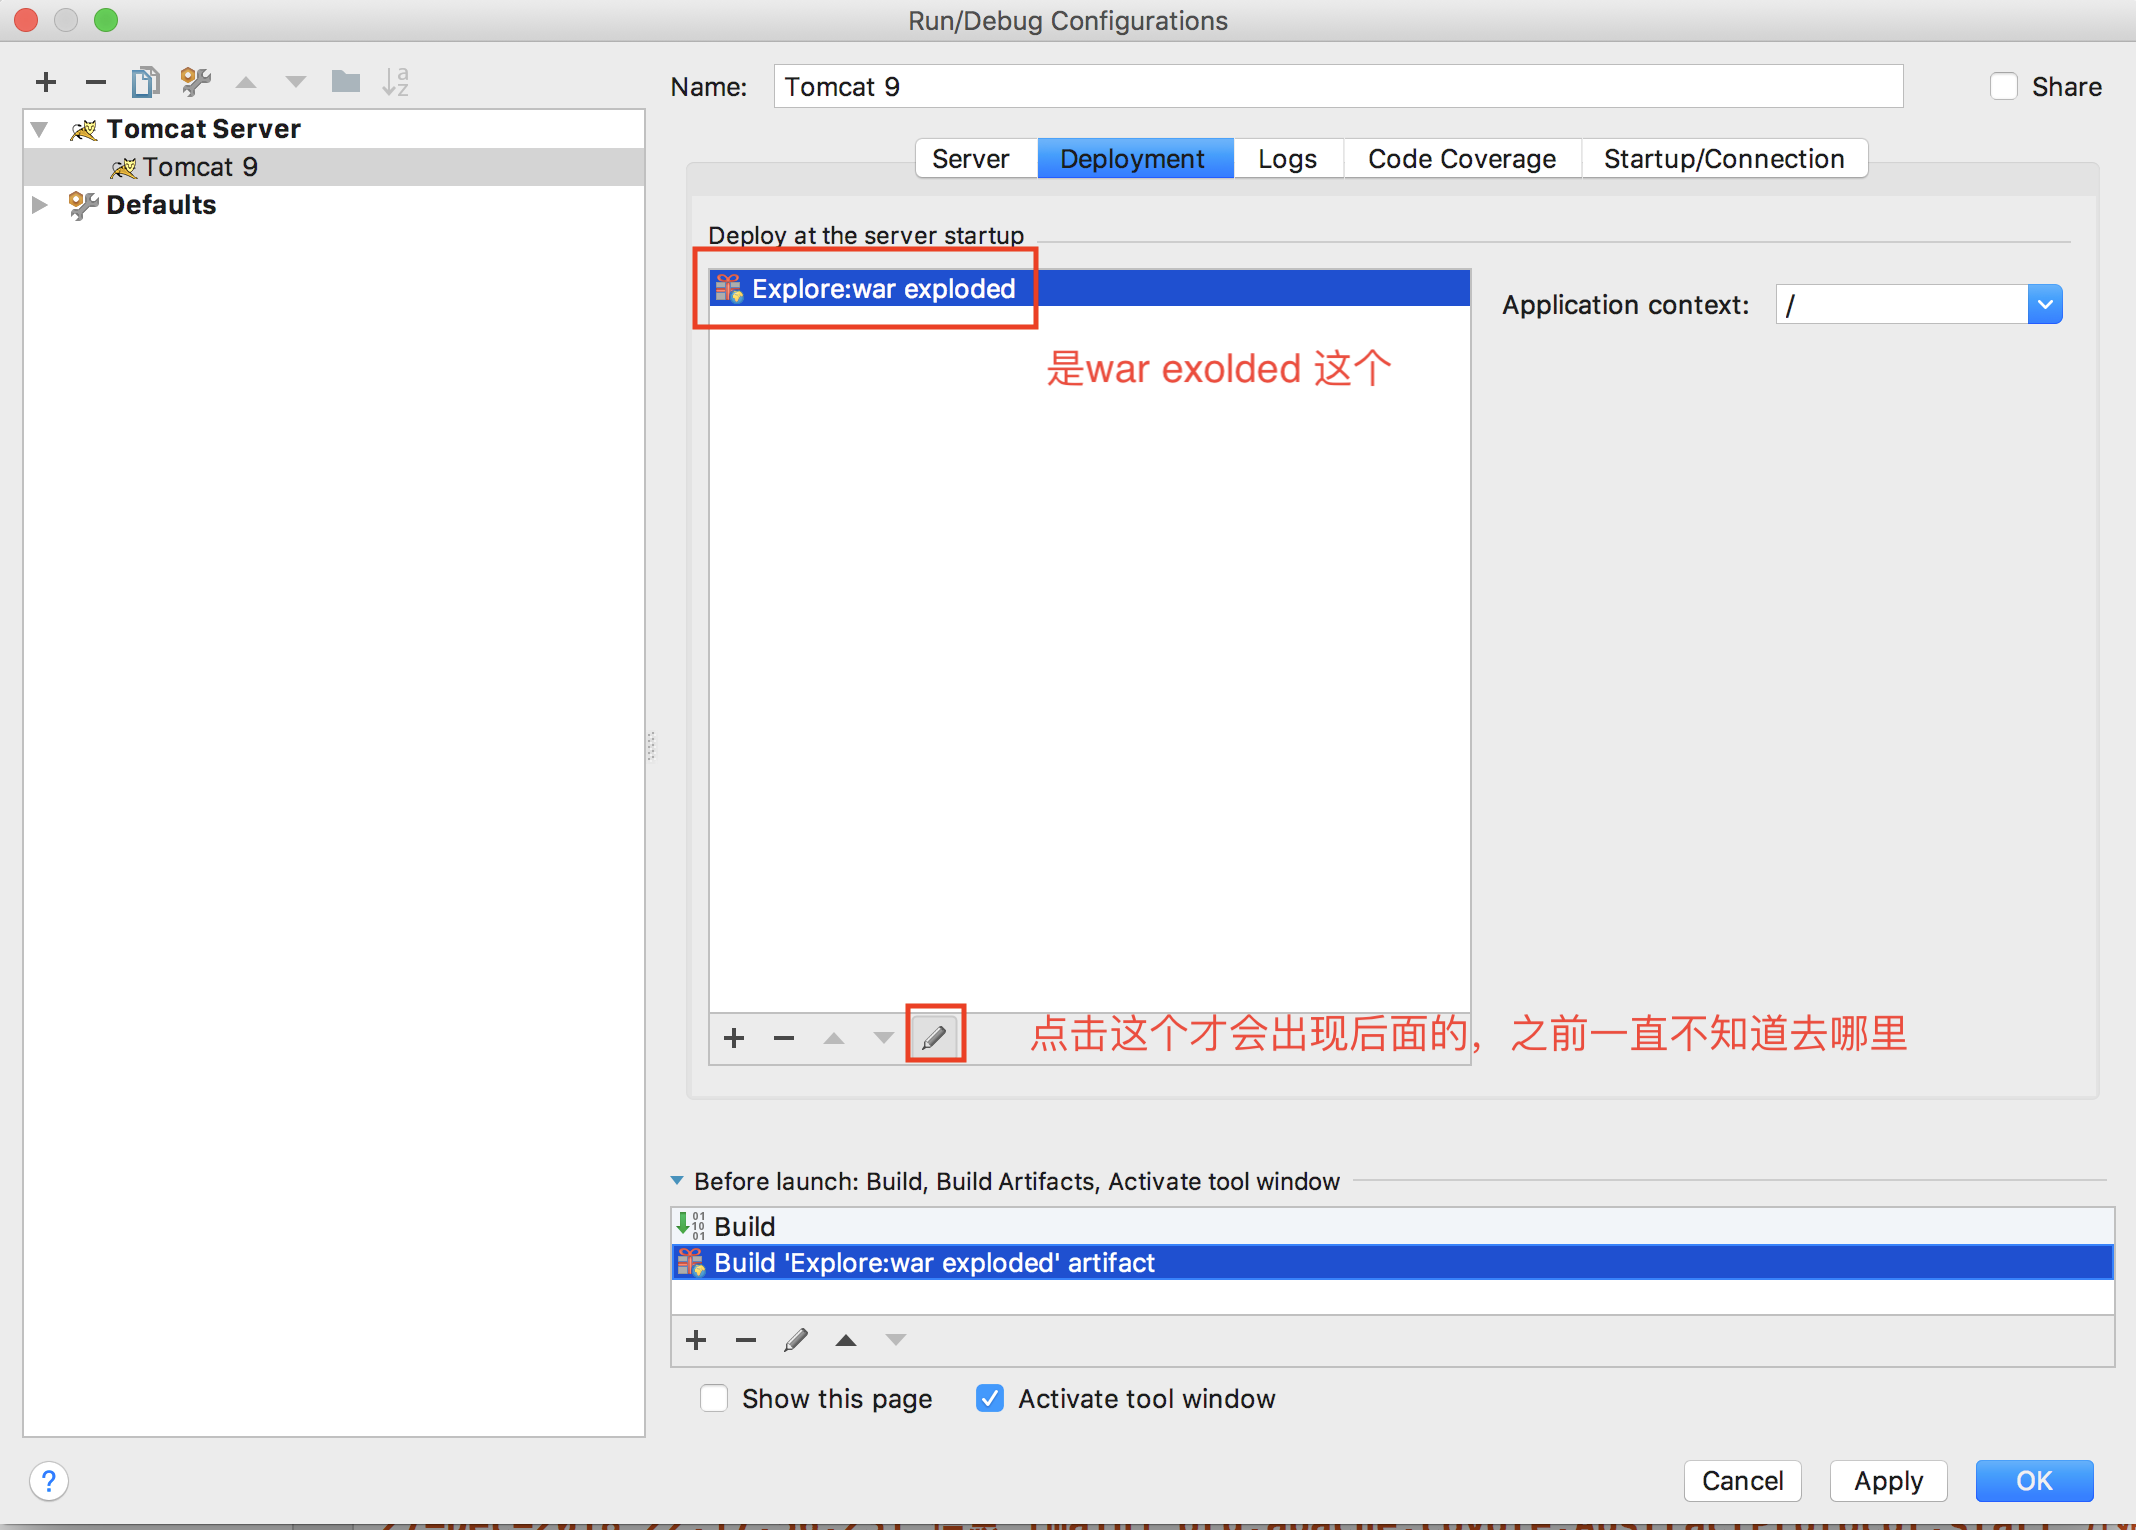 Run/Debug Configurations
Name: Tomcat 9
Share
Tomcat Server
Tomcat 9
Defaults
Server Deployment Logs Code Coverage Startup/Connection
Deploy at the server startup
Explore:war exploded
Application context: /
是war exolded 这个
点击这个才会出现后面的，之前一直不知道去哪里
Before launch: Build, Build Artifacts, Activate tool window
Build
Build 'Explore:war exploded' artifact
Show this page
Activate tool window
? Cancel Apply OK